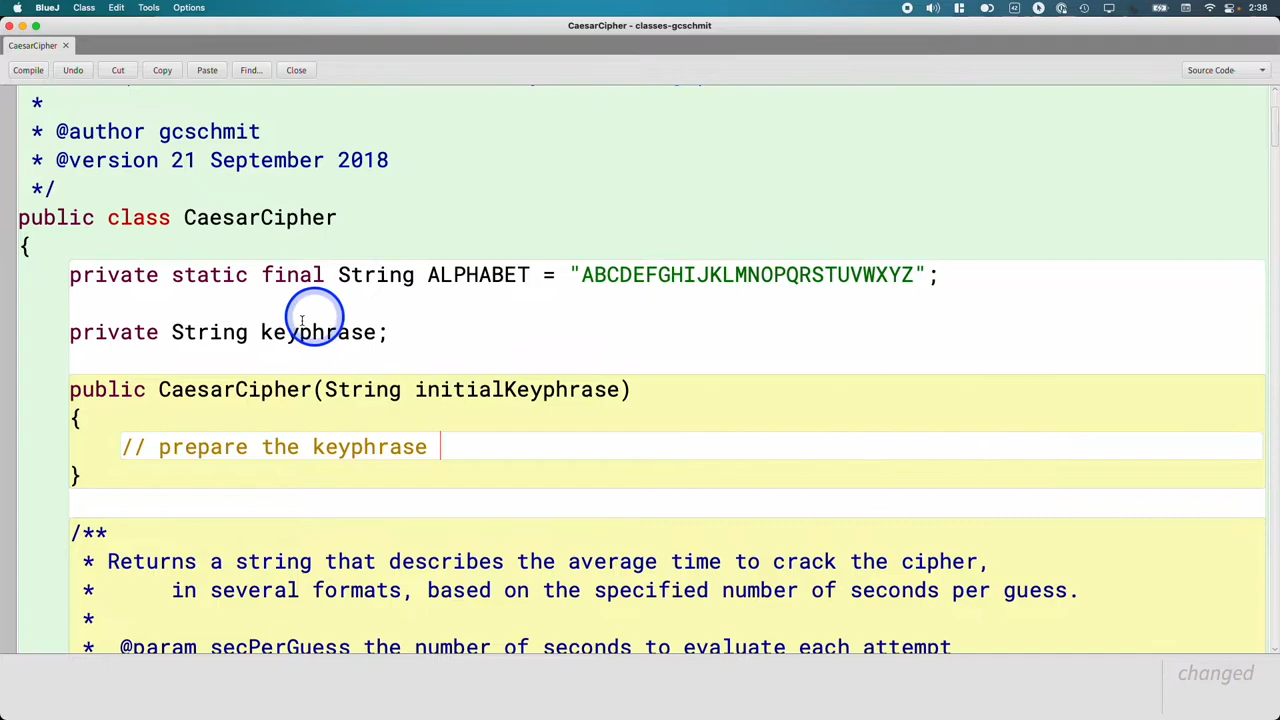 BlueJ Class Edit Tools Options 2:38
CaesarCipher - classes-gcschmit
CaesarCipher ×
Compile Undo Cut Copy Paste Find... Close Source Code
*
* @author gcschmit
* @version 21 September 2018
*/
public class CaesarCipher
{
private static final String ALPHABET = "ABCDEFGHIJKLMNOPQRSTUVWXYZ";
private String keyphrase;
public CaesarCipher(String initialKeyphrase)
{
// prepare the keyphrase
}
/**
* Returns a string that describes the average time to crack the cipher,
* in several formats, based on the specified number of seconds per guess.
*
* @param secPerGuess the number of seconds to evaluate each attempt
changed